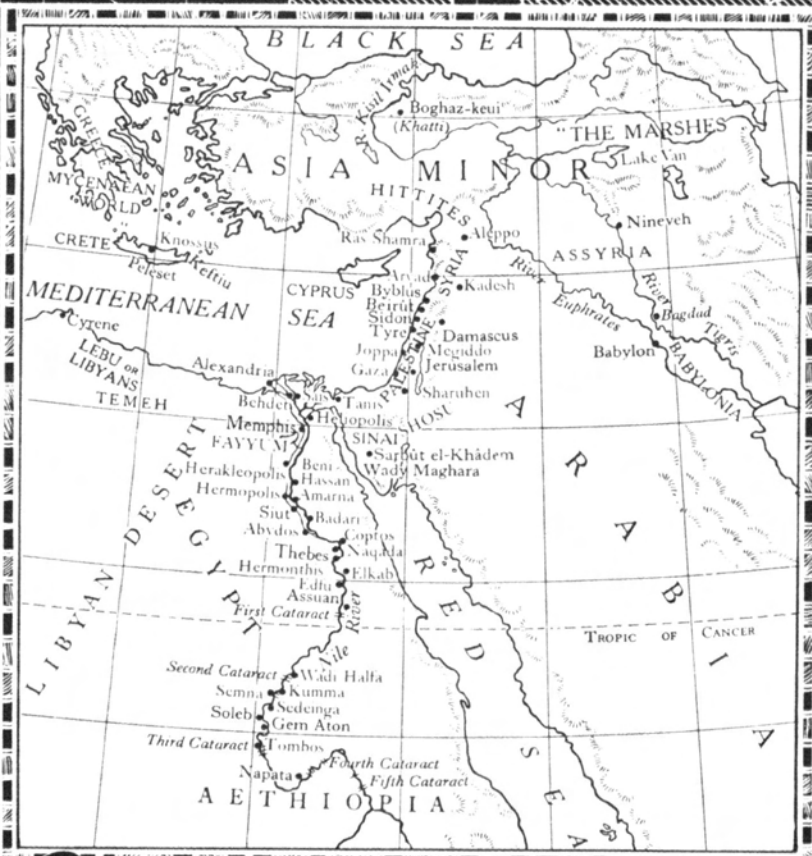 BLACK SEA
R. Kisil Irmak
Boghaz-keui
(Khatti)
"THE MARSHES
Lake Van
GREECE
ASIA MINOR
MYCENAEAN
WORLD
HITTITES
Nineveh
CRETE
Knossus
Keftiu
Peleset
Ras Shamra
Aleppo
ASSYRIA
SYRIA
Arvad
Kadesh
River
Euphrates
River
Tigris
MEDITERRANEAN
SEA
CYPRUS
Byblus
Beirût
Sidon
Tyre
Damascus
Bagdad
Babylon
BABYLONIA
Cyrene
LEBU OR
LIBYANS
TEMEH
Joppa
Megiddo
Jerusalem
Gaza
PALESTINE
Sharuhen
SHOSU
Alexandria
Behdet
Sais
Tanis
Heliopolis
Memphis
FAYYUM
SINAI
Sarbût el-Khâdem
Wady Maghara
Herakleopolis
Beni-
Hassan
Hermopolis
Amarna
Siut
Badari
Abydos
Coptos
Naqada
Thebes
Hermonthis
Elkab
Edfu
Assuan
First Cataract
River
Nile
LIBYAN DESERT
EGYPT
RED SEA
ARABIA
TROPIC OF CANCER
Second Cataract
Wadi Halfa
Semna
Kumma
Sedeinga
Soleb
Gem Aton
Third Cataract
Tombos
Napata
Fourth Cataract
Fifth Cataract
AETHIOPIA